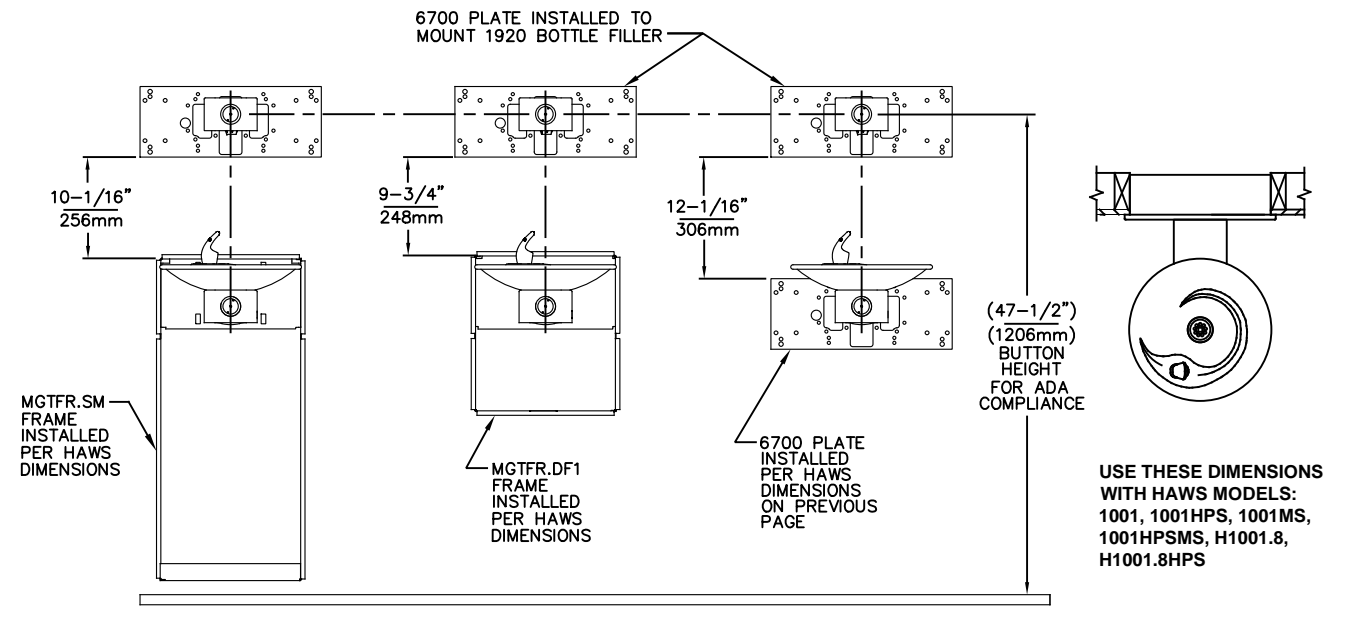 6700 PLATE INSTALLED TO
MOUNT 1920 BOTTLE FILLER
10-1/16"
256mm
9-3/4"
248mm
12-1/16"
306mm
(47-1/2")
(1206mm)
BUTTON
HEIGHT
FOR ADA
COMPLIANCE
MGTFR.SM
FRAME
INSTALLED
PER HAWS
DIMENSIONS
MGTFR.DF1
FRAME
INSTALLED
PER HAWS
DIMENSIONS
6700 PLATE
INSTALLED
PER HAWS
DIMENSIONS
ON PREVIOUS
PAGE
USE THESE DIMENSIONS
WITH HAWS MODELS:
1001, 1001HPS, 1001MS,
1001HPSMS, H1001.8,
H1001.8HPS